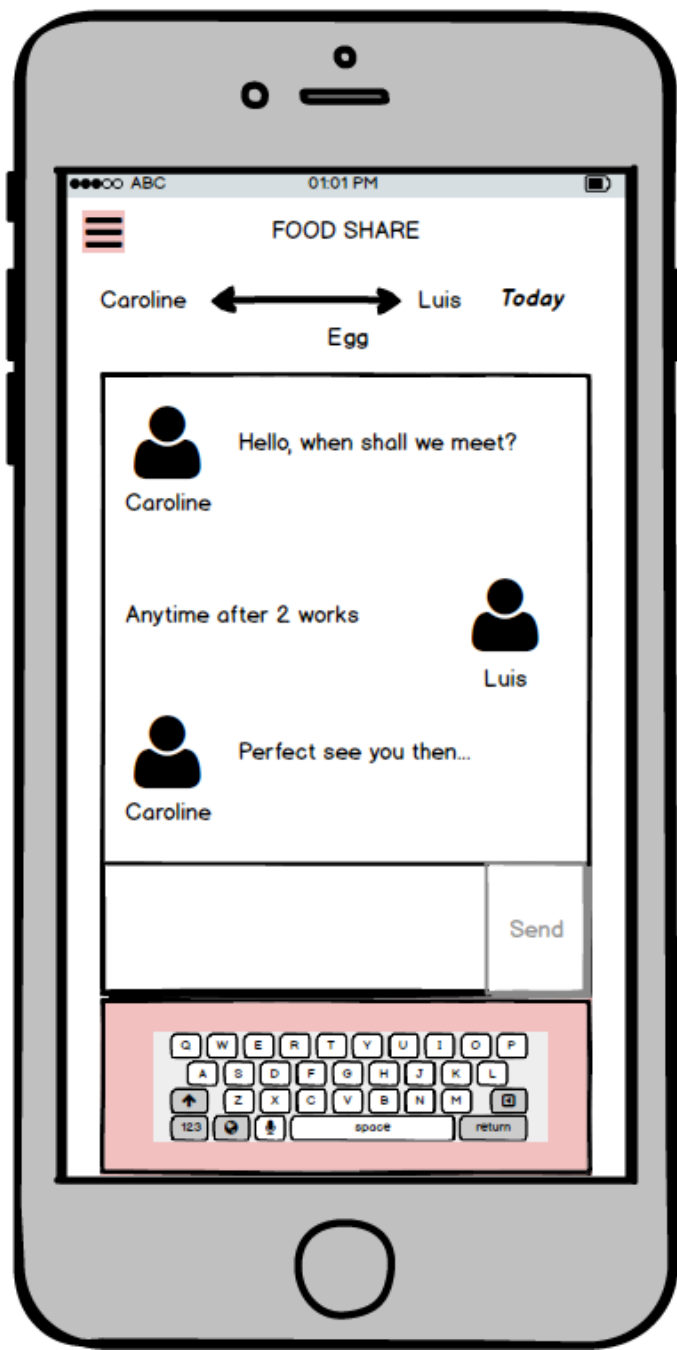 ABC 01:01 PM
FOOD SHARE
Caroline Luis Today
Egg
Hello, when shall we meet?
Caroline
Anytime after 2 works
Luis
Perfect see you then...
Caroline
Send
Q W E R T Y U I O P
A S D F G H J K L
Z X C V B N M
123 space return